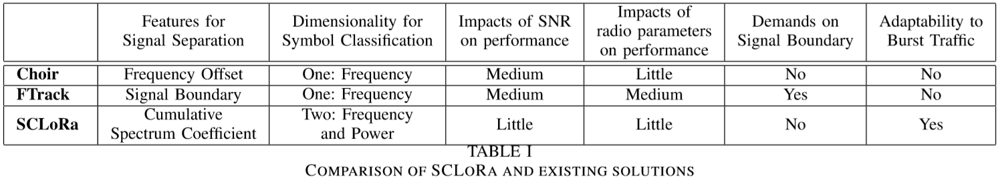 Features for
Signal Separation
Dimensionality for
Symbol Classification
Impacts of SNR
on performance
Impacts of
radio parameters
on performance
Demands on
Signal Boundary
Adaptability to
Burst Traffic
Choir Frequency Offset One: Frequency Medium Little No No
FTrack Signal Boundary One: Frequency Medium Medium Yes No
SCLoRa Cumulative
Spectrum Coefficient Two: Frequency
and Power Little Little No Yes
TABLE I
COMPARISON OF SCLORA AND EXISTING SOLUTIONS